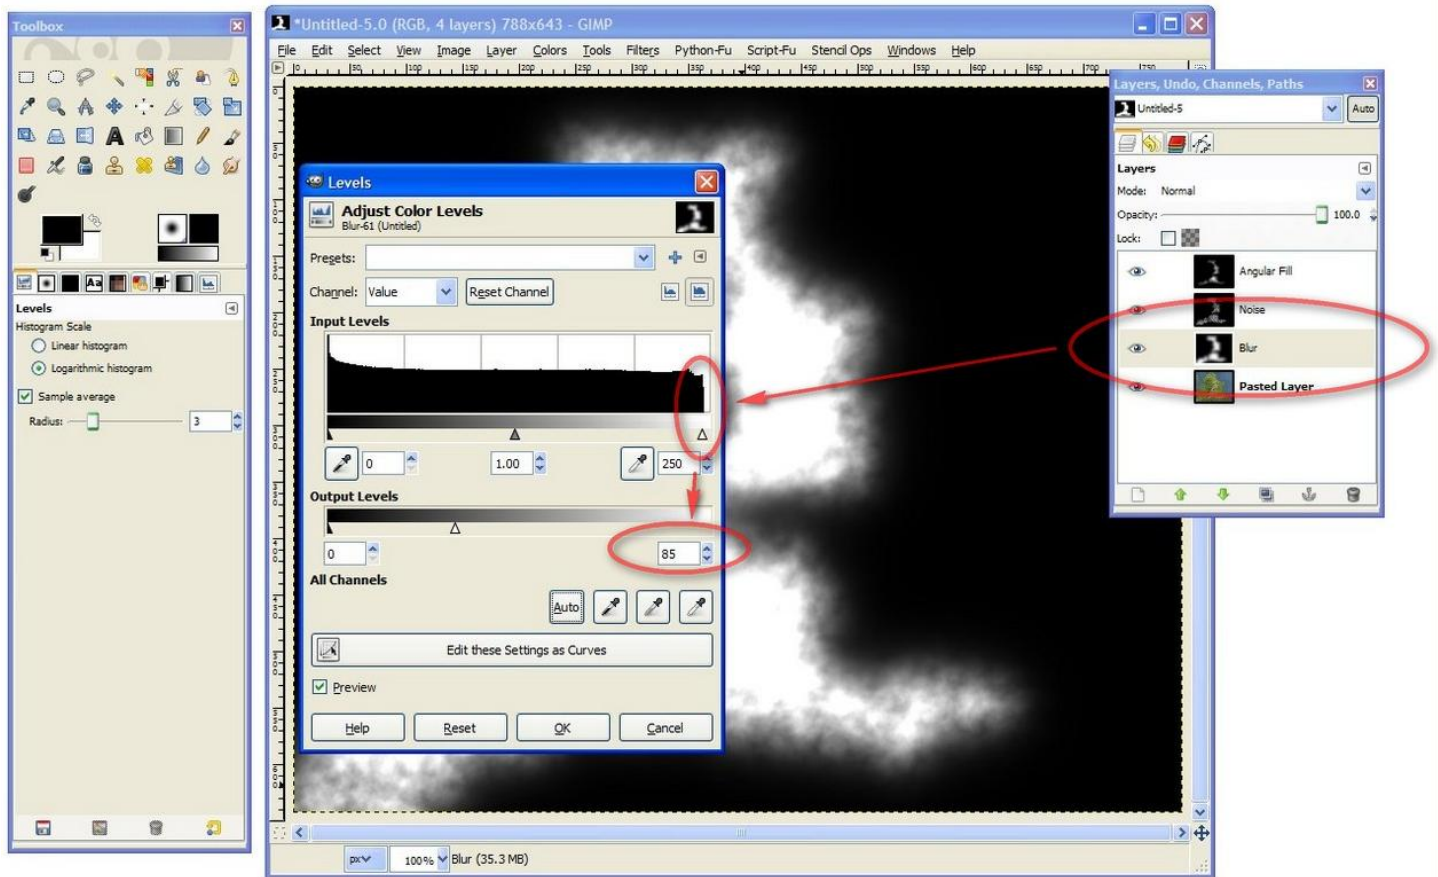 Toolbox
Levels
Histogram Scale
Linear histogram
Logarithmic histogram
Sample average
Radius: 3
*Untitled-5.0 (RGB, 4 layers) 788x643 - GIMP
File Edit Select View Image Layer Colors Tools Filters Python-Fu Script-Fu Stencil Ops Windows Help
Levels
Adjust Color Levels
Blur-61 (Untitled)
Presets:
Channel: Value Reset Channel
Input Levels
0 1.00 250
Output Levels
0 85
All Channels
Auto
Edit these Settings as Curves
Preview
Help Reset OK Cancel
px 100% Blur (35.3 MB)
Layers, Undo, Channels, Paths
Untitled-5 Auto
Layers
Mode: Normal
Opacity: 100.0
Lock:
Angular Fill
Noise
Blur
Pasted Layer